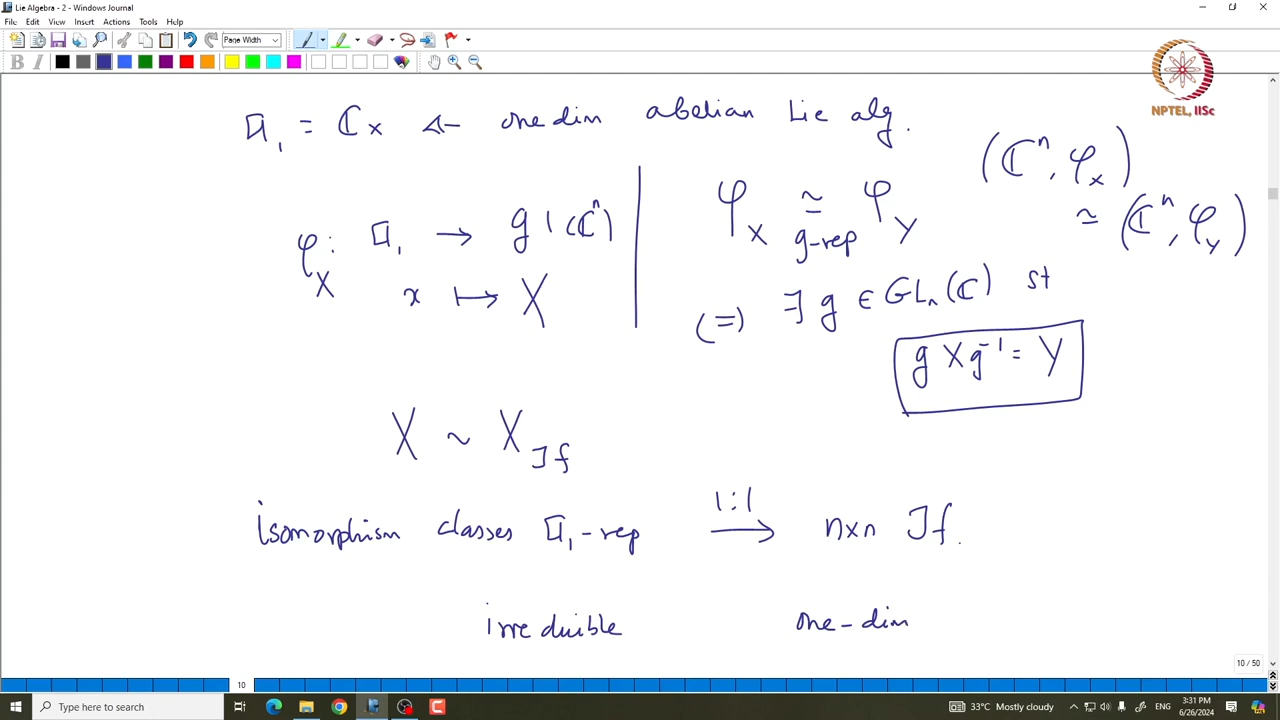 Lie Algebra - 2 - Windows Journal
File Edit View Insert Actions Tools Help
Page Width
B I
NPTEL, IISc
𝔞₁ = ℂx ← one dim abelian Lie alg.
φ_X : 𝔞₁ → gl(ℂⁿ)
x ↦ X
φ_X ≃ φ_Y
g-rep
(ℂⁿ, φ_X)
≃ (ℂⁿ, φ_Y)
(=) ∃ g ∈ GLₙ(ℂ) st
g X g⁻¹ = Y
X ~ X_Jf
isomorphism classes 𝔞₁-rep 1:1 → n×n Jf.
irreduible one-dim
10
10 / 50
Type here to search
33°C Mostly cloudy
3:31 PM
6/26/2024